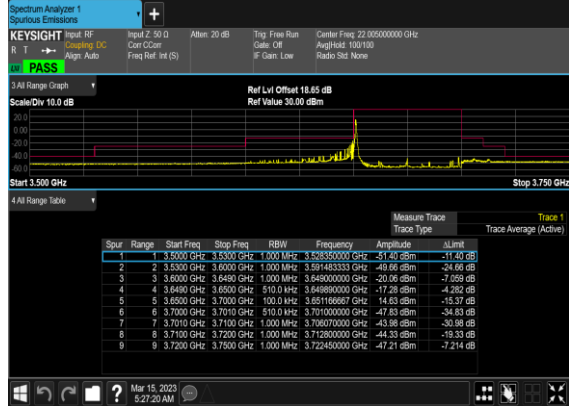 Spectrum Analyzer 1
Spurious Emissions
+
KEYSIGHT Input: RF Input Z: 50 Ω Atten: 20 dB Trig: Free Run Center Freq: 22.005000000 GHz
R T Coupling: DC Corr CCorr Gate: Off Avg|Hold: 100/100
Align: Auto Freq Ref: Int (S) IF Gain: Low Radio Std: None
PASS
3 All Range Graph
Ref Lvl Offset 18.65 dB
Scale/Div 10.0 dB Ref Value 30.00 dBm
20.0
0.00
-20.0
-40.0
-60.0
Start 3.500 GHz Stop 3.750 GHz
4 All Range Table
Measure Trace Trace 1
Trace Type Trace Average (Active)
Spur Range Start Freq Stop Freq RBW Frequency Amplitude ΔLimit
1 1 3.5000 GHz 3.5300 GHz 1.000 MHz 3.528350000 GHz -51.40 dBm -11.40 dB
2 2 3.5300 GHz 3.6000 GHz 1.000 MHz 3.591483333 GHz -49.66 dBm -24.66 dB
3 3 3.6000 GHz 3.6490 GHz 1.000 MHz 3.649000000 GHz -20.06 dBm -7.059 dB
4 4 3.6490 GHz 3.6500 GHz 510.0 kHz 3.649890000 GHz -17.28 dBm -4.282 dB
5 5 3.6500 GHz 3.7000 GHz 100.0 kHz 3.651166667 GHz 14.63 dBm -15.37 dB
6 6 3.7000 GHz 3.7010 GHz 510.0 kHz 3.701000000 GHz -47.83 dBm -34.83 dB
7 7 3.7010 GHz 3.7100 GHz 1.000 MHz 3.706070000 GHz -43.98 dBm -30.98 dB
8 8 3.7100 GHz 3.7200 GHz 1.000 MHz 3.712800000 GHz -44.33 dBm -19.33 dB
9 9 3.7200 GHz 3.7500 GHz 1.000 MHz 3.722450000 GHz -47.21 dBm -7.214 dB
? Mar 15, 2023
5:27:20 AM